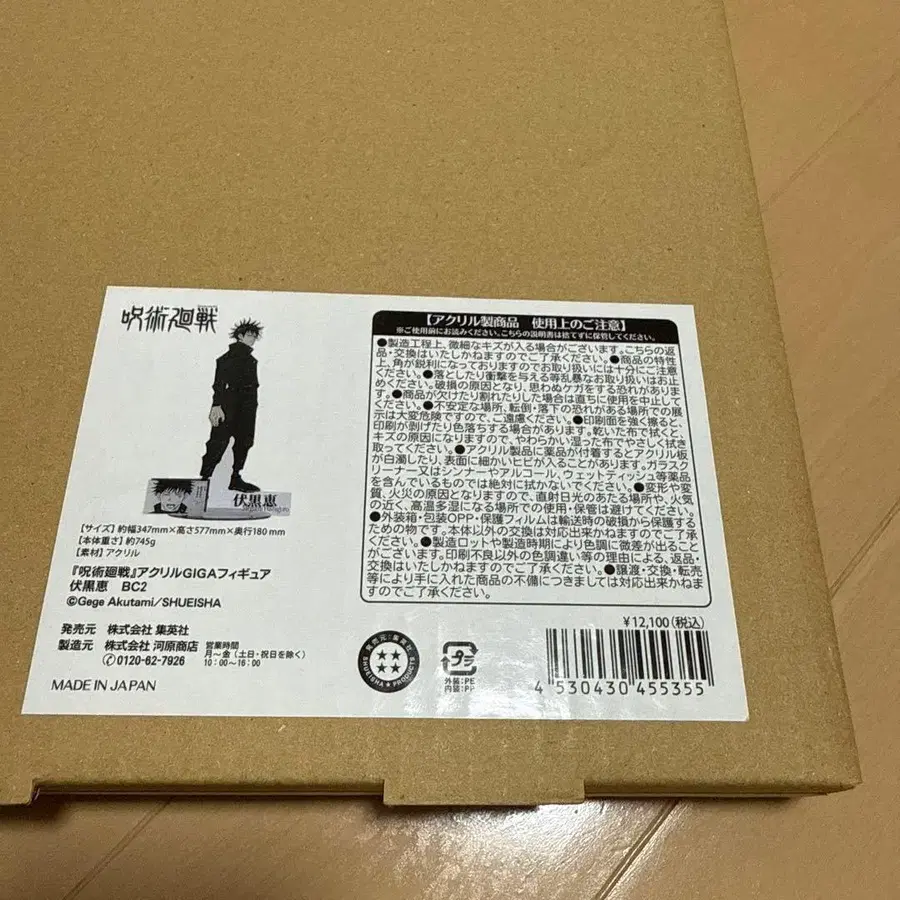 呪術廻戦
伏黒恵
【サイズ】約幅347mm×高さ577mm×奥行180mm
【本体重さ】約745g
【素材】アクリル
『呪術廻戦』アクリルGIGAフィギュア
伏黒恵 BC2
©Gege Akutami/SHUEISHA
発売元 株式会社 集英社
製造元 株式会社 河原商店 営業時間
月～金（土日・祝日を除く）
✆0120-62-7926 10：00～16：00
MADE IN JAPAN
【アクリル製商品 使用上のご注意】
※ご使用前にお読みください。こちらの説明書は捨てずに保管してください。
●製造工程上、微細なキズが入る場合がございます。こちらの返
品・交換はいたしかねますのでご了承ください。●商品の特性
上、角が鋭利になっておりますのでお取り扱いには十分にご注意
ください。●落としたり衝撃を与える等乱暴なお取り扱いはお止
めください。破損の原因となり、思わぬケガをする恐れがありま
す。●商品が欠けたり割れたりした場合は直ちに使用を中止して
ください。●不安定な場所、転倒・落下の恐れがある場所での展
示は大変危険ですので、ご遠慮ください。●印刷面を強く擦ると、
印刷が剥げたり色落ちする場合があります。乾いた布で拭くと、
キズの原因になりますので、やわらかい湿った布でやさしく拭き
取ってください。●アクリル製品に薬品が付着するとアクリル板
が白濁したり、表面に細かいヒビが入ることがあります。ガラスク
リーナー又はシンナーやアルコール、ウェットティッシュ等薬品
を含んでいるものでは絶対に拭かないでください。●変形や変
質、火災の原因となりますので、直射日光のあたる場所や、火気
の近く、高温多湿になる場所での使用・保管は避けてください。
●外装箱・包装OPP・保護フィルムは輸送時の破損から保護する
ための物です。本体以外の交換は対応出来かねますのでご了承
ください。●製造ロットや製造時期により色調に微差が出ること
がございます。印刷不良以外の色調違い等の理由による、返品・
交換はいたしかねますのでご了承ください。●譲渡・交換・転売
等により手に入れた商品の不備につきましては対応出来かねま
すのでご了承ください。
¥12,100（税込）
発売元：集英社
SHUEISHA PRODUCTS
プラ
外装：PE
内装：PP
4 530430 455355